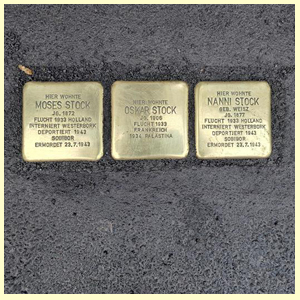 HIER WOHNTE
MOSES STOCK
JG. 1873
FLUCHT 1933 HOLLAND
INTERNIERT WESTERBORK
DEPORTIERT 1943
SOBIBOR
ERMORDET 23.7.1943
HIER WOHNTE
OSKAR STOCK
JG. 1906
FLUCHT 1933
FRANKREICH
1934 PALÄSTINA
HIER WOHNTE
NANNI STOCK
GEB. WEISZ
JG. 1877
FLUCHT 1933 HOLLAND
INTERNIERT WESTERBORK
DEPORTIERT 1943
SOBIBOR
ERMORDET 23.7.1943